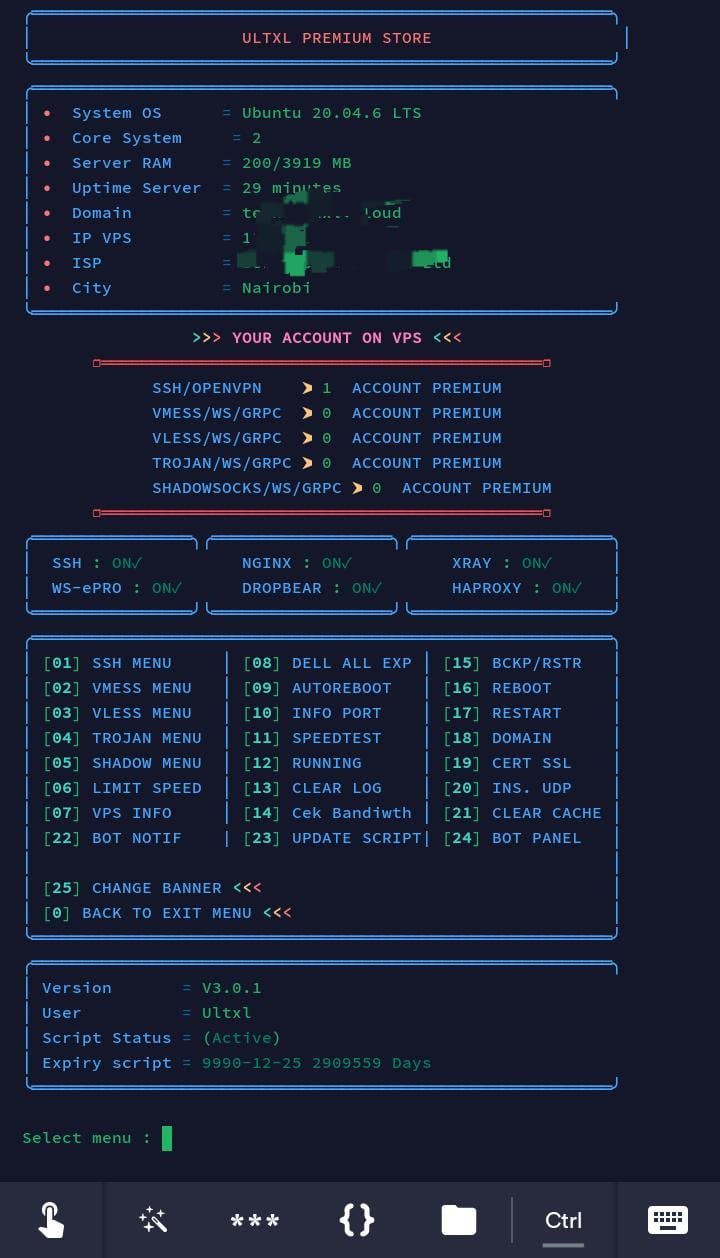 ULTXL PREMIUM STORE
• System OS = Ubuntu 20.04.6 LTS
• Core System = 2
• Server RAM = 200/3919 MB
• Uptime Server = 29 minutes
• Domain =
• IP VPS =
• ISP =
• City = Nairobi
>>> YOUR ACCOUNT ON VPS <<<
SSH/OPENVPN ➤ 1 ACCOUNT PREMIUM
VMESS/WS/GRPC ➤ 0 ACCOUNT PREMIUM
VLESS/WS/GRPC ➤ 0 ACCOUNT PREMIUM
TROJAN/WS/GRPC ➤ 0 ACCOUNT PREMIUM
SHADOWSOCKS/WS/GRPC ➤ 0 ACCOUNT PREMIUM
SSH : ON✓ NGINX : ON✓ XRAY : ON✓
WS-ePRO : ON✓ DROPBEAR : ON✓ HAPROXY : ON✓
[01] SSH MENU | [08] DELL ALL EXP | [15] BCKP/RSTR
[02] VMESS MENU | [09] AUTOREBOOT | [16] REBOOT
[03] VLESS MENU | [10] INFO PORT | [17] RESTART
[04] TROJAN MENU | [11] SPEEDTEST | [18] DOMAIN
[05] SHADOW MENU | [12] RUNNING | [19] CERT SSL
[06] LIMIT SPEED | [13] CLEAR LOG | [20] INS. UDP
[07] VPS INFO | [14] Cek Bandiwth | [21] CLEAR CACHE
[22] BOT NOTIF | [23] UPDATE SCRIPT| [24] BOT PANEL
[25] CHANGE BANNER <<<
[0] BACK TO EXIT MENU <<<
Version = V3.0.1
User = Ultxl
Script Status = (Active)
Expiry script = 9990-12-25 2909559 Days
Select menu :
*** {} Ctrl